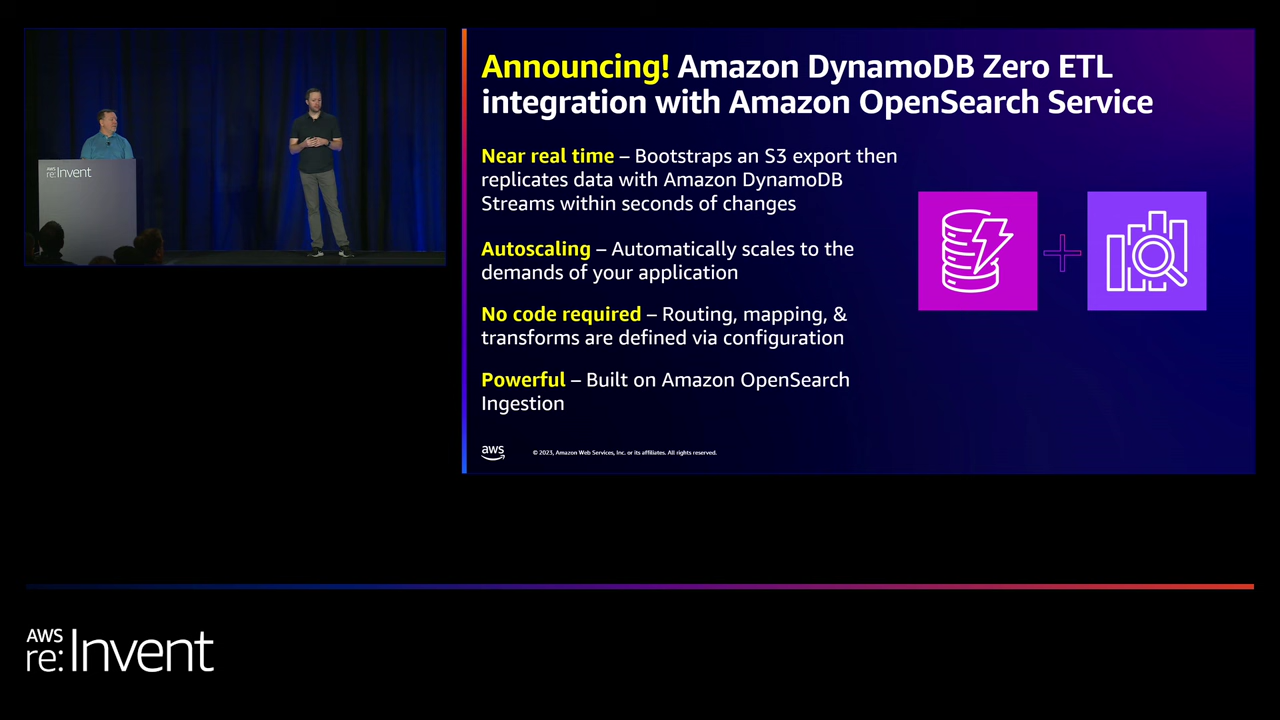 AWS
re:Invent
Announcing! Amazon DynamoDB Zero ETL
integration with Amazon OpenSearch Service
Near real time – Bootstraps an S3 export then
replicates data with Amazon DynamoDB
Streams within seconds of changes
Autoscaling – Automatically scales to the
demands of your application
No code required – Routing, mapping, &
transforms are defined via configuration
Powerful – Built on Amazon OpenSearch
Ingestion
aws
© 2023, Amazon Web Services, Inc. or its affiliates. All rights reserved.
AWS
re:Invent